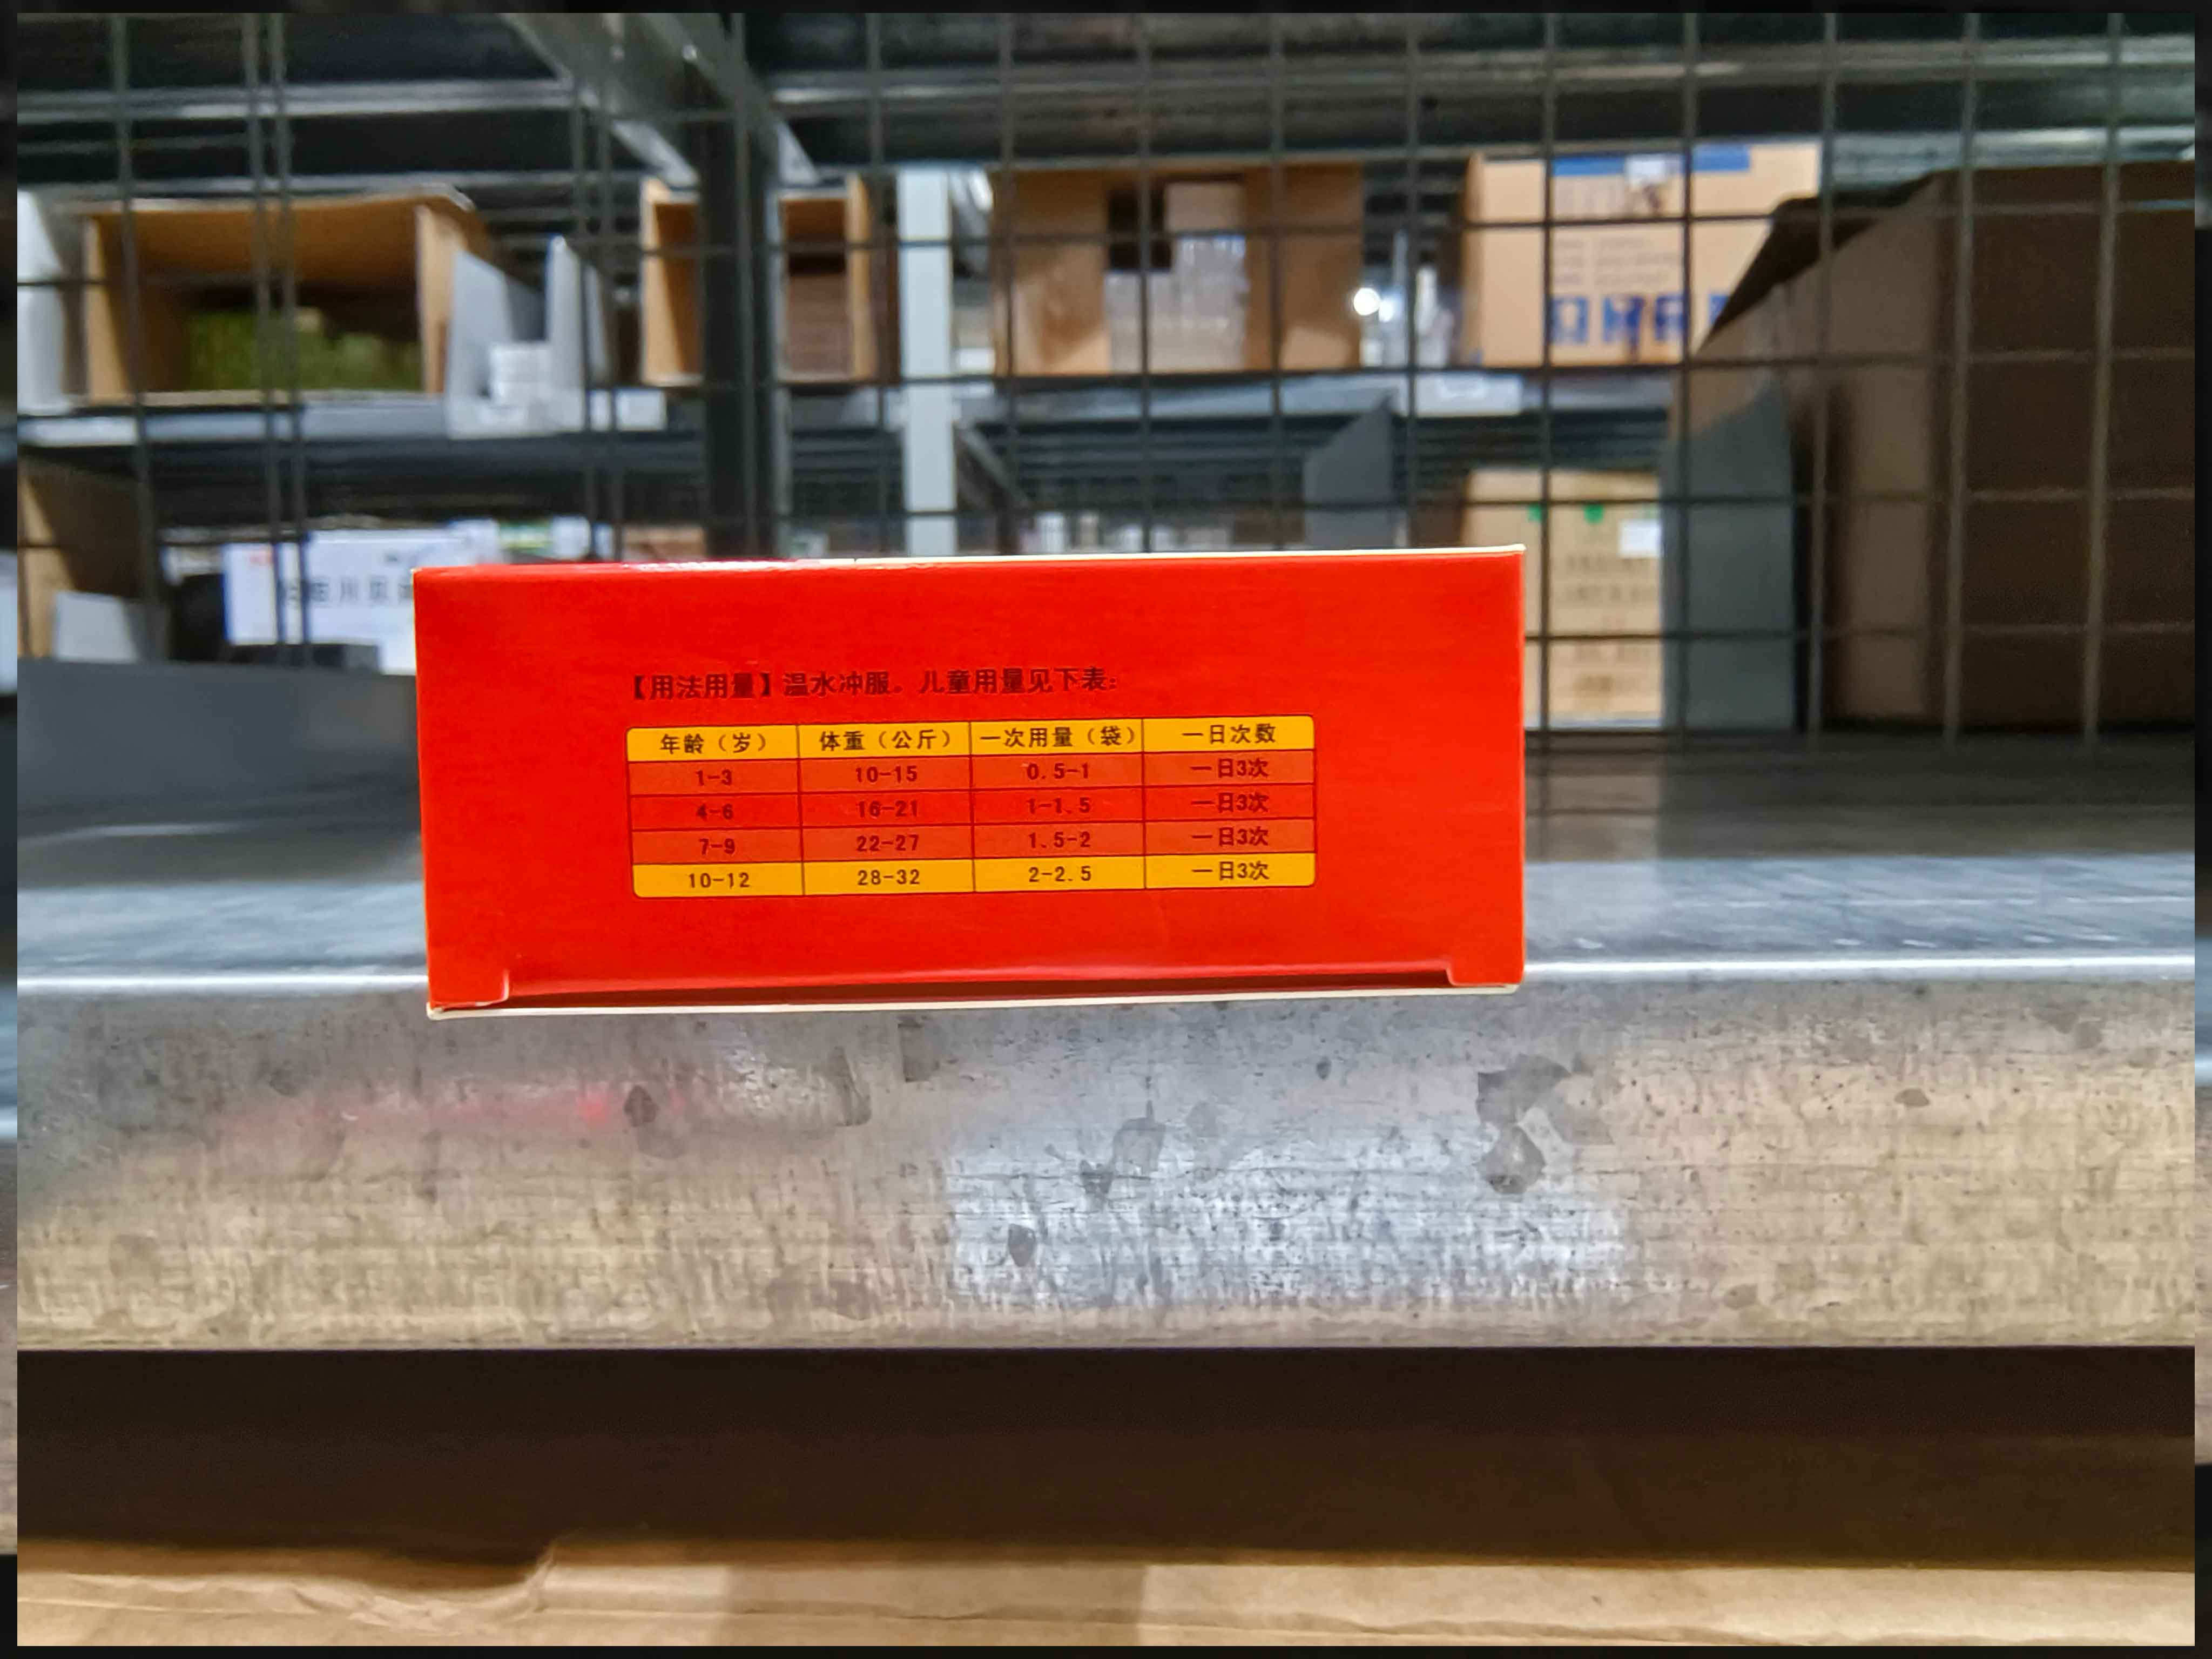 【用法用量】温水冲服。儿童用量见下表：
年龄（岁） 体重（公斤） 一次用量（袋） 一日次数
1-3 10-15 0.5-1 一日3次
4-6 16-21 1-1.5 一日3次
7-9 22-27 1.5-2 一日3次
10-12 28-32 2-2.5 一日3次